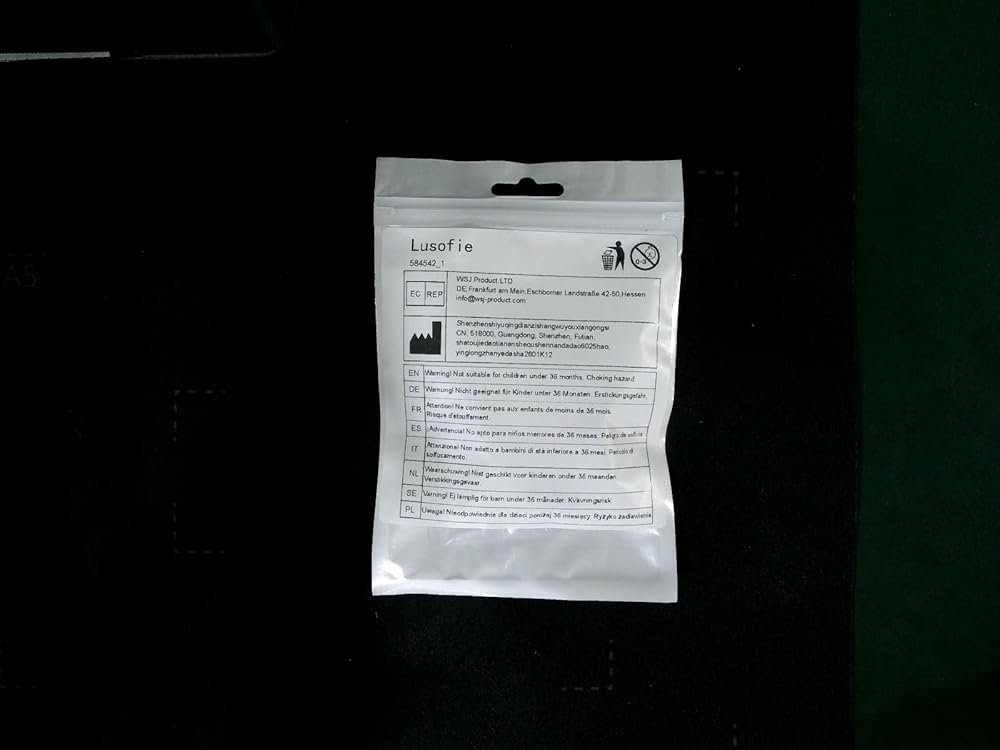 Lusofie
584542_1
0-3
EC REP
WSJ Product LTD
DE,Frankfurt am Main,Eschborner Landstraße 42-50,Hessen
info@wsj-product.com
Shenzhenshiyuqingdianzishangwuyouxiangongsi
CN, 518000, Guangdong, Shenzhen, Futian,
shatoujiedaotiananshequshennandadao6025hao,
yinglongzhanyedasha2601K12
EN Warning! Not suitable for children under 36 months. Choking hazard.
DE Warnung! Nicht geeignet für Kinder unter 36 Monaten. Erstickungsgefahr.
FR Attention! Ne convient pas aux enfants de moins de 36 mois.
Risque d'étouffement.
ES ¡Advertencia! No apto para niños menores de 36 meses. Peligro de asfixia.
IT Attenzione! Non adatto a bambini di età inferiore a 36 mesi. Pericolo di
soffocamento.
NL Waarschuwing! Niet geschikt voor kinderen onder 36 maanden.
Verstikkingsgevaar.
SE Varning! Ej lämplig för barn under 36 månader. Kvävningsrisk.
PL Uwaga! Nieodpowiednie dla dzieci poniżej 36 miesięcy. Ryzyko zadławienia
A5